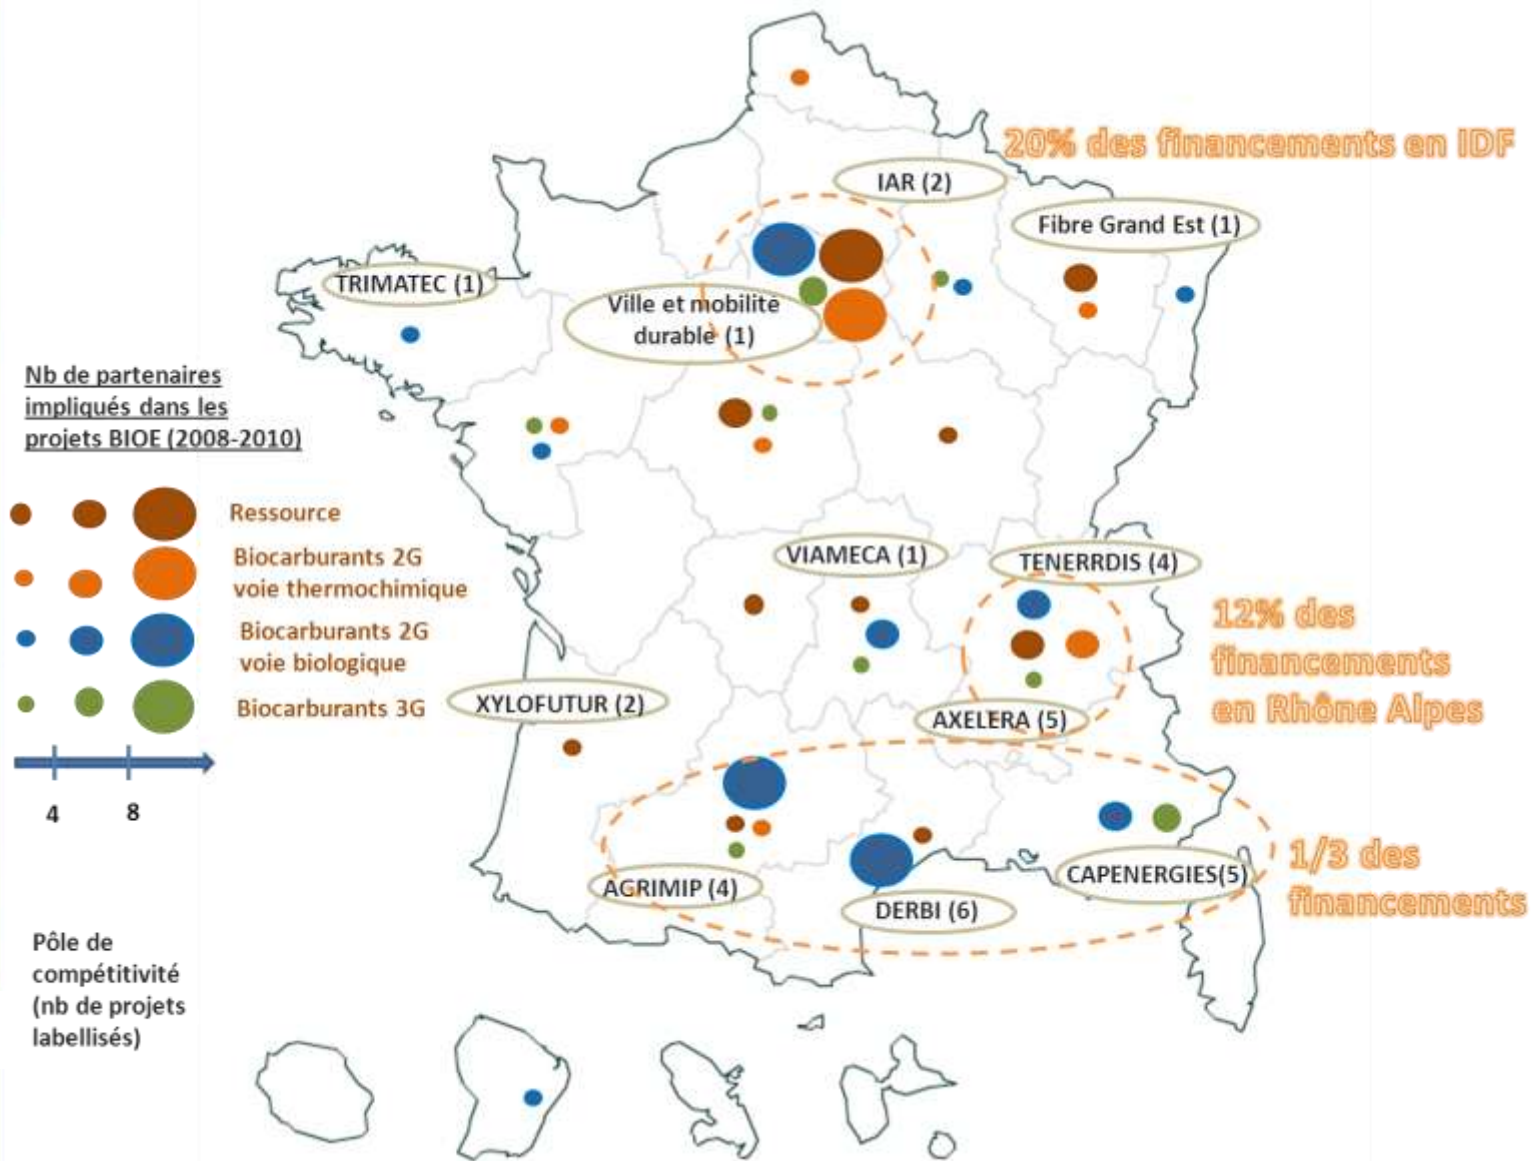 20% des financements en IDF
IAR (2)
Fibre Grand Est (1)
TRIMATEC (1)
Ville et mobilité
durable (1)
Nb de partenaires
impliqués dans les
projets BIOE (2008-2010)
Ressource
Biocarburants 2G
voie thermochimique
Biocarburants 2G
voie biologique
Biocarburants 3G
4
8
VIAMECA (1)
TENERRDIS (4)
12% des
financements
en Rhône Alpes
XYLOFUTUR (2)
AXELERA (5)
1/3 des
financements
AGRIMIP (4)
CAPENERGIES(5)
DERBI (6)
Pôle de
compétitivité
(nb de projets
labellisés)